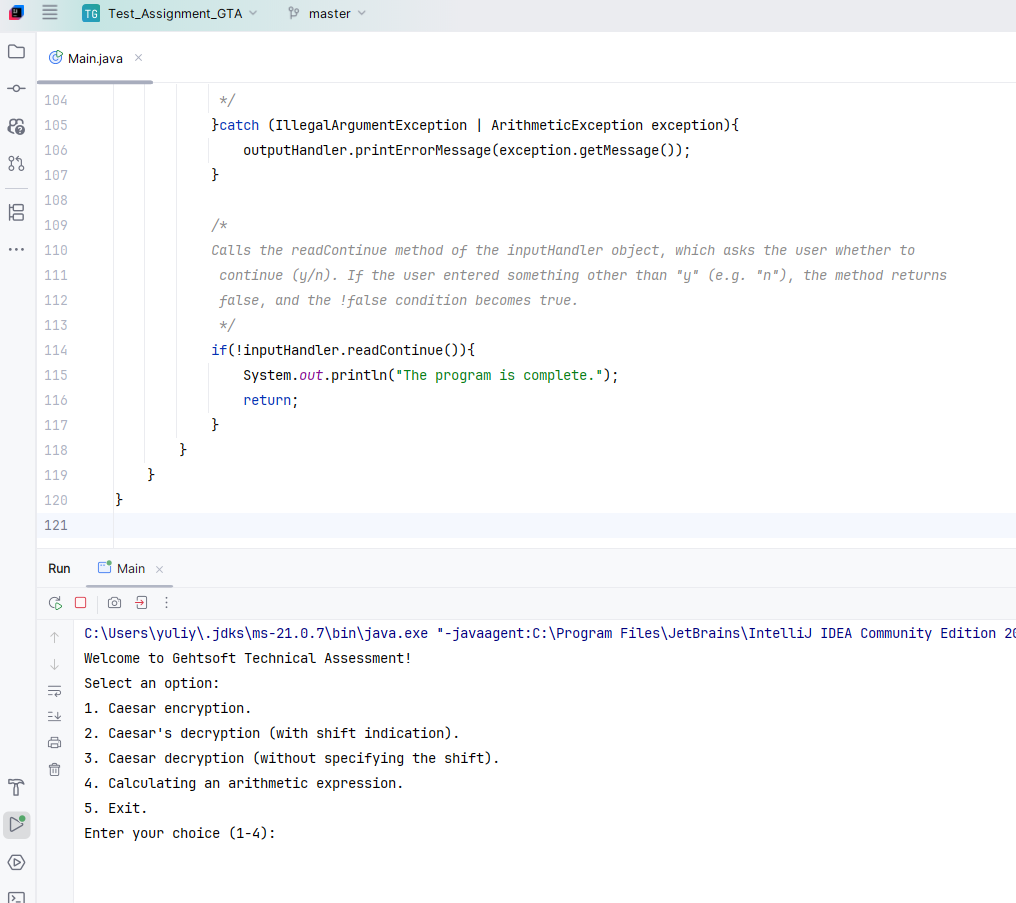 TG Test_Assignment_GTA master
Main.java
104 */
105 }catch (IllegalArgumentException | ArithmeticException exception){
106 outputHandler.printErrorMessage(exception.getMessage());
107 }
108
109 /*
110 Calls the readContinue method of the inputHandler object, which asks the user whether to
111 continue (y/n). If the user entered something other than "y" (e.g. "n"), the method returns
112 false, and the !false condition becomes true.
113 */
114 if(!inputHandler.readContinue()){
115 System.out.println("The program is complete.");
116 return;
117 }
118 }
119 }
120 }
121
Run Main
C:\Users\yuliy\.jdks\ms-21.0.7\bin\java.exe "-javaagent:C:\Program Files\JetBrains\IntelliJ IDEA Community Edition 20
Welcome to Gehtsoft Technical Assessment!
Select an option:
1. Caesar encryption.
2. Caesar's decryption (with shift indication).
3. Caesar decryption (without specifying the shift).
4. Calculating an arithmetic expression.
5. Exit.
Enter your choice (1-4):